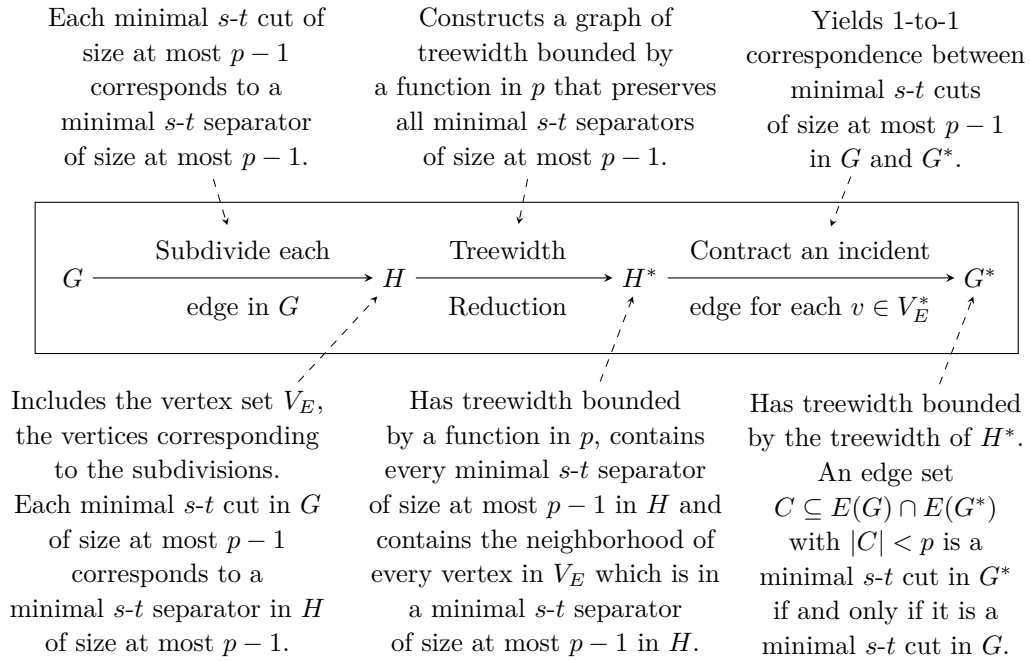 Each minimal s-t cut of
size at most p − 1
corresponds to a
minimal s-t separator
of size at most p − 1.
Constructs a graph of
treewidth bounded by
a function in p that preserves
all minimal s-t separators
of size at most p − 1.
Yields 1-to-1
correspondence between
minimal s-t cuts
of size at most p − 1
in G and G*.
G
Subdivide each
edge in G
H
Treewidth
Reduction
H*
Contract an incident
edge for each v ∈ V_E^*
G*
Includes the vertex set V_E,
the vertices corresponding
to the subdivisions.
Each minimal s-t cut in G
of size at most p − 1
corresponds to a
minimal s-t separator in H
of size at most p − 1.
Has treewidth bounded
by a function in p, contains
every minimal s-t separator
of size at most p − 1 in H and
contains the neighborhood of
every vertex in V_E which is in
a minimal s-t separator
of size at most p − 1 in H.
Has treewidth bounded
by the treewidth of H*.
An edge set
C ⊆ E(G) ∩ E(G*)
with |C| < p is a
minimal s-t cut in G*
if and only if it is a
minimal s-t cut in G.